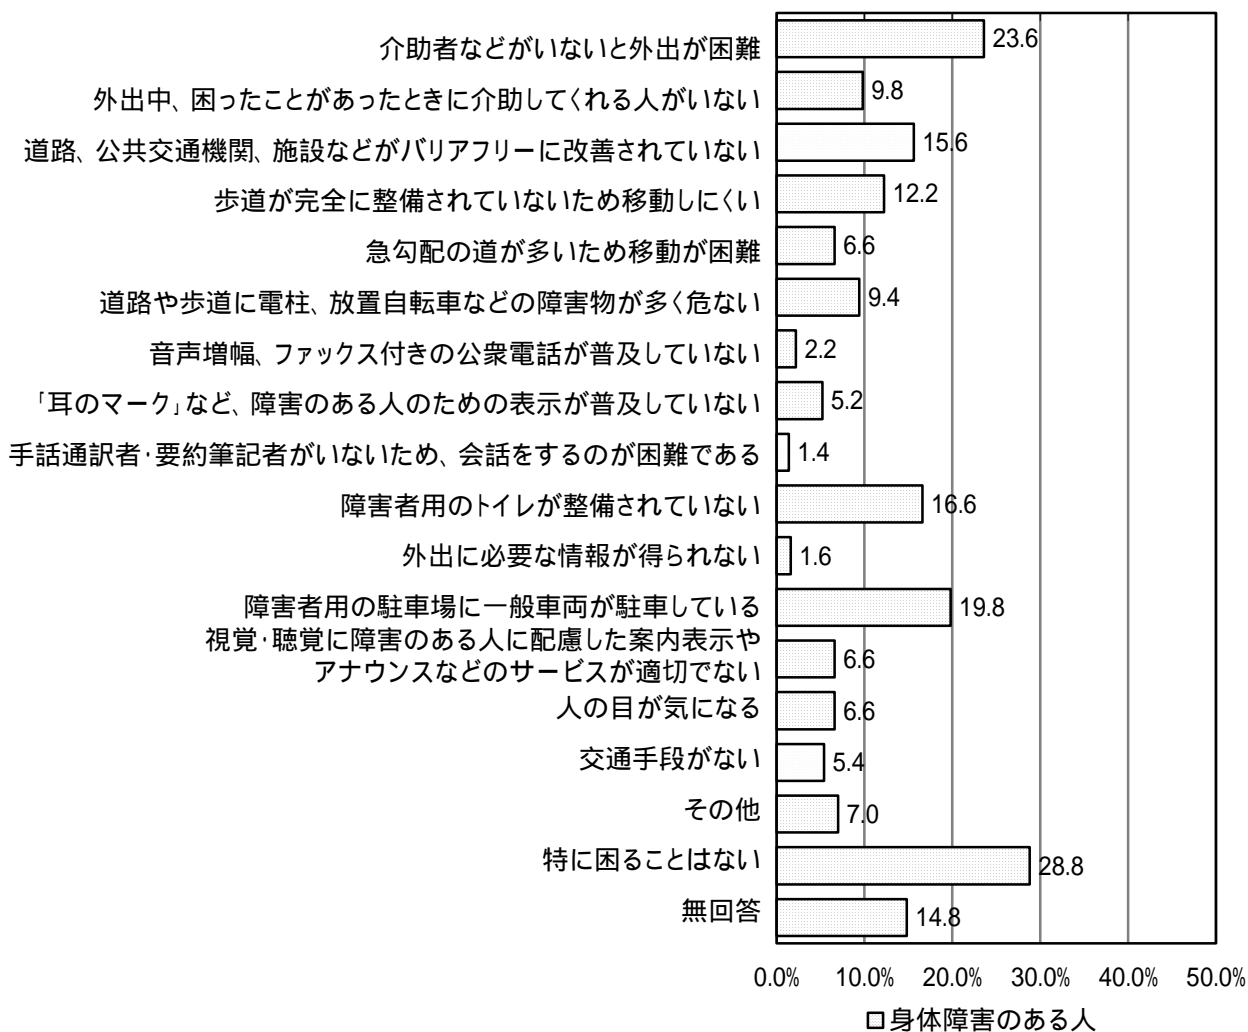 介助者などがいないと外出が困難 23.6
外出中、困ったことがあったときに介助してくれる人がいない 9.8
道路、公共交通機関、施設などがバリアフリーに改善されていない 15.6
歩道が完全に整備されていないため移動しにくい 12.2
急勾配の道が多いため移動が困難 6.6
道路や歩道に電柱、放置自転車などの障害物が多く危ない 9.4
音声増幅、ファックス付きの公衆電話が普及していない 2.2
「耳のマーク」など、障害のある人のための表示が普及していない 5.2
手話通訳者・要約筆記者がいないため、会話をするのが困難である 1.4
障害者用のトイレが整備されていない 16.6
外出に必要な情報が得られない 1.6
障害者用の駐車場に一般車両が駐車している 19.8
視覚・聴覚に障害のある人に配慮した案内表示や
アナウンスなどのサービスが適切でない 6.6
人の目が気になる 6.6
交通手段がない 5.4
その他 7.0
特に困ることはない 28.8
無回答 14.8
0.0% 10.0% 20.0% 30.0% 40.0% 50.0%
身体障害のある人